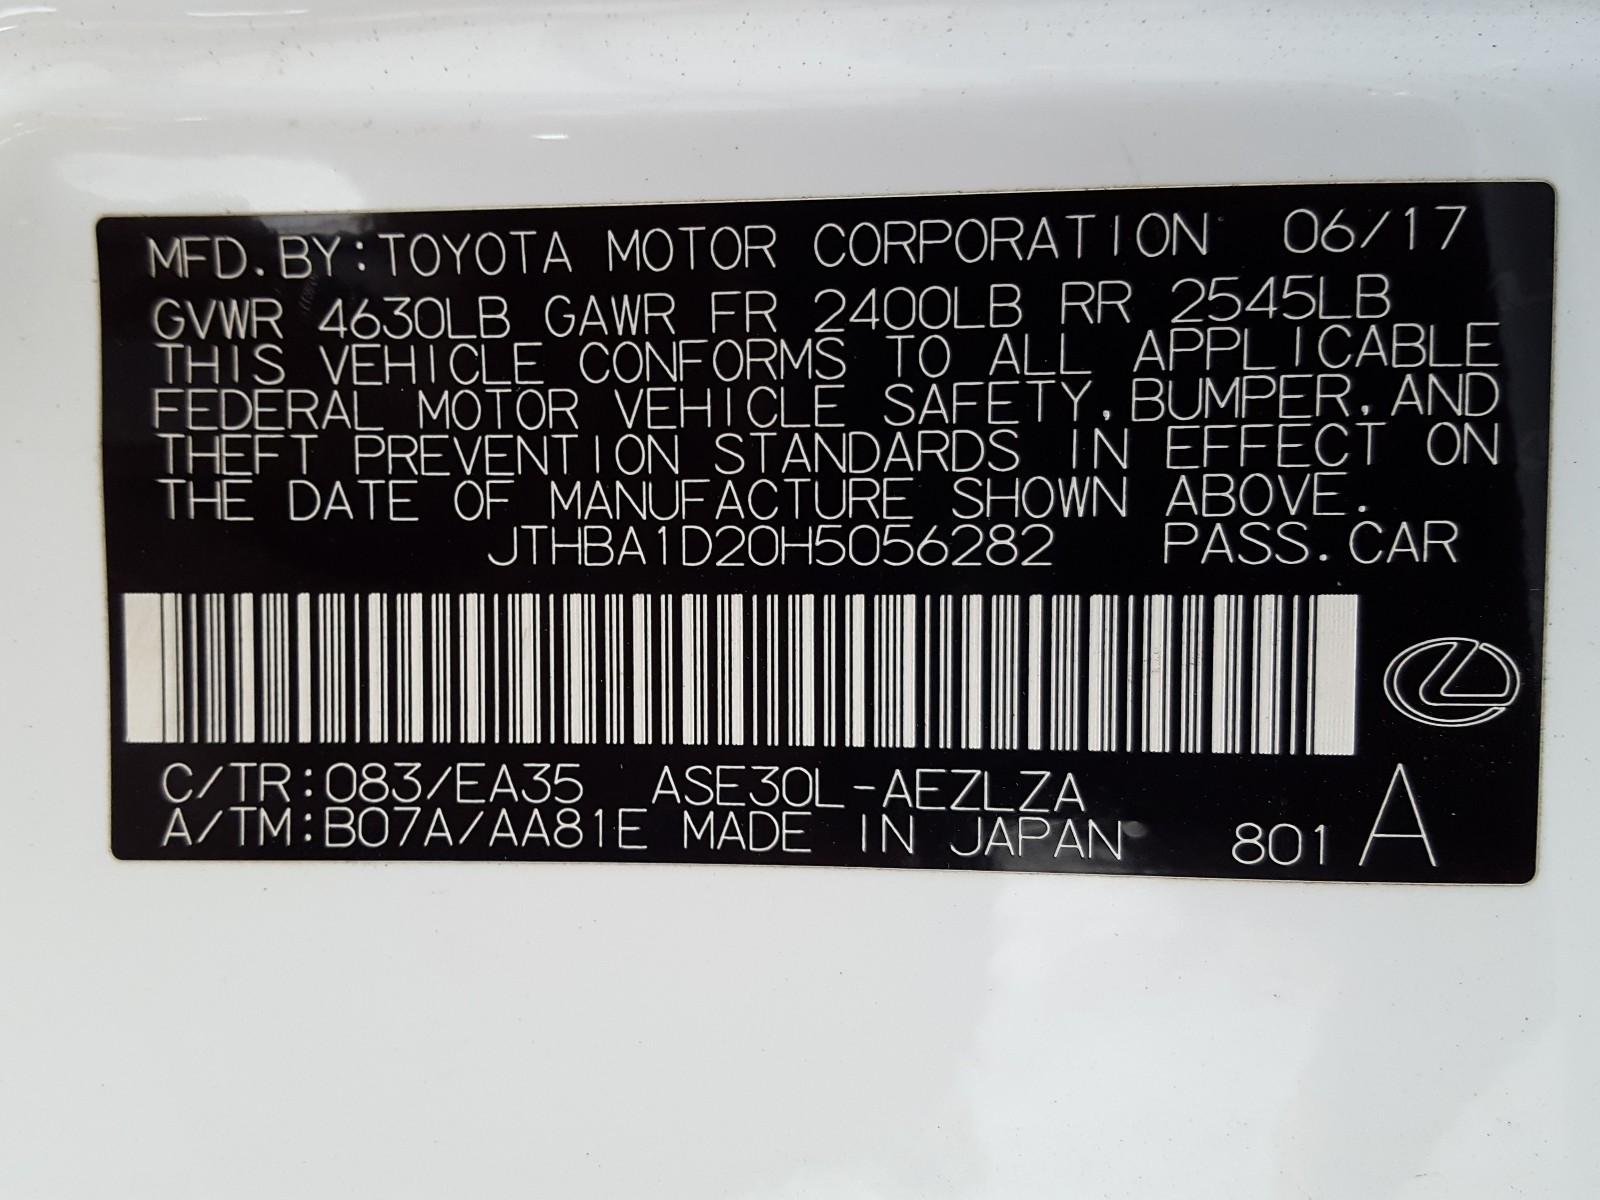 MFD. BY: TOYOTA MOTOR CORPORATION 06/17
GVWR 4630LB GAWR FR 2400LB RR 2545LB
THIS VEHICLE CONFORMS TO ALL APPLICABLE
FEDERAL MOTOR VEHICLE SAFETY, BUMPER, AND
THEFT PREVENTION STANDARDS IN EFFECT ON
THE DATE OF MANUFACTURE SHOWN ABOVE.
JTHBA1D20H5056282 PASS. CAR
C/TR: 083/EA35 ASE30L-AEZLZA
A/TM: B07A/AA81E MADE IN JAPAN 801 A